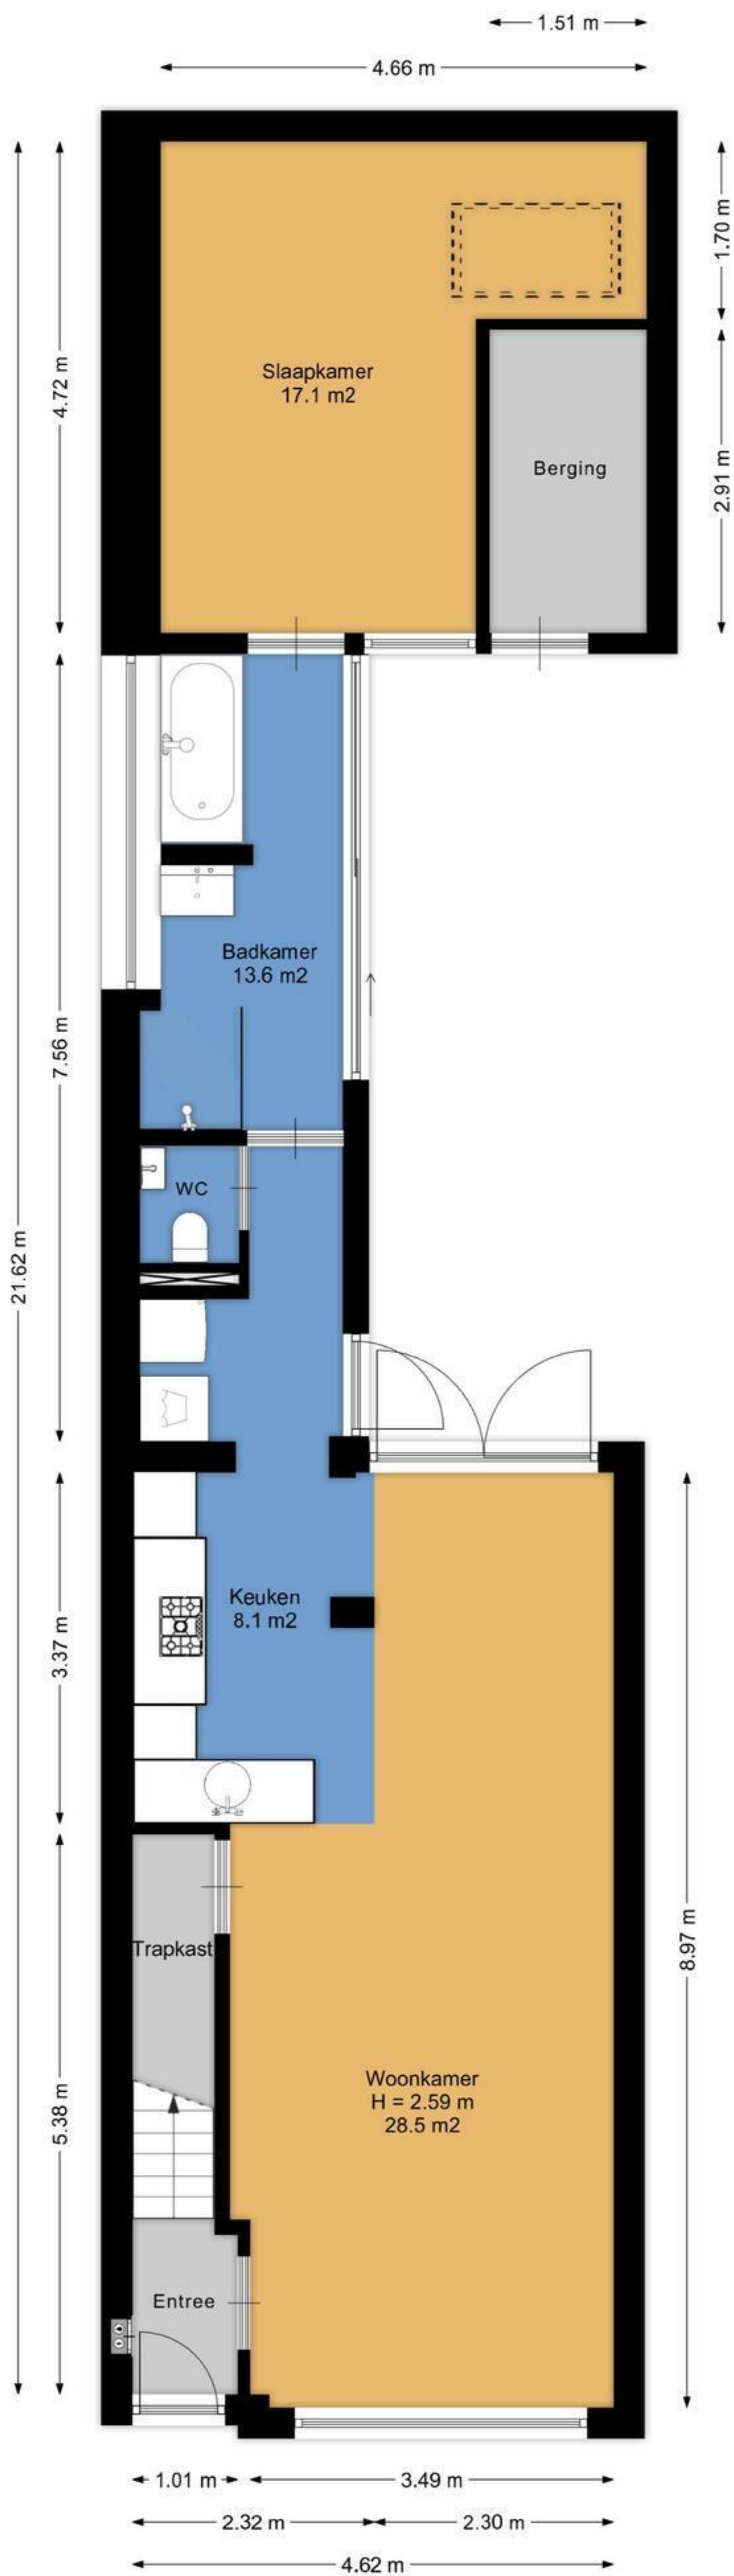 1.51 m
4.66 m
1.70 m
4.72 m
Slaapkamer
17.1 m2
Berging
2.91 m
Badkamer
13.6 m2
7.56 m
WC
21.62 m
Keuken
8.1 m2
3.37 m
8.97 m
Trapkast
Woonkamer
H = 2.59 m
28.5 m2
5.38 m
Entree
1.01 m
3.49 m
2.32 m
2.30 m
4.62 m